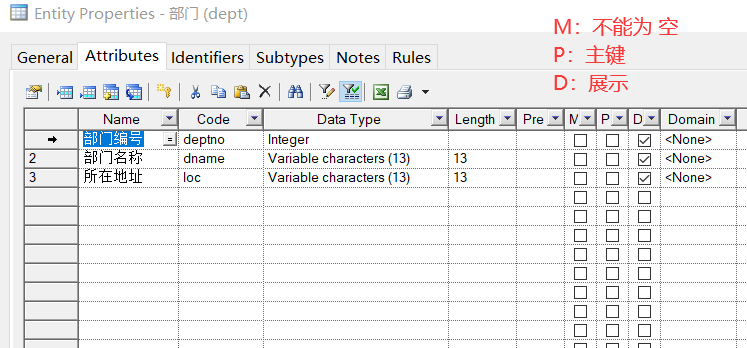 Entity Properties - 部门 (dept)
M：不能为 空
P：主键
D：展示
General Attributes Identifiers Subtypes Notes Rules
Name Code Data Type Length Pre M P D Domain
部门编号 = deptno Integer <None>
2 部门名称 dname Variable characters (13) 13 <None>
3 所在地址 loc Variable characters (13) 13 <None>